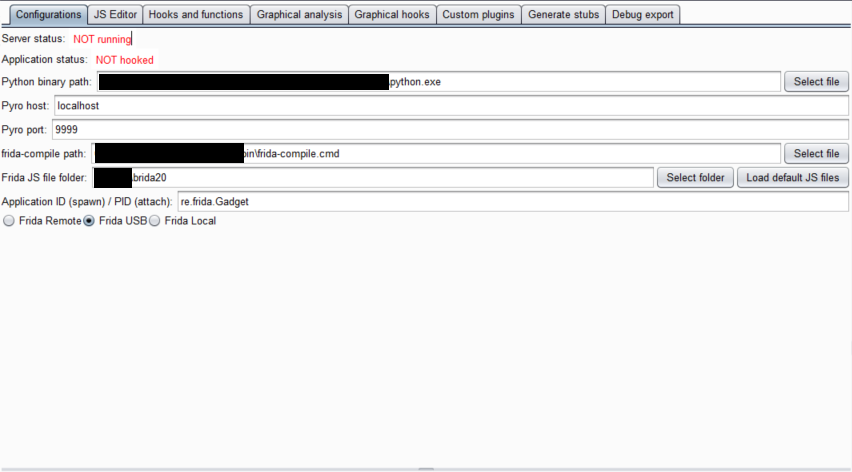 Configurations JS Editor Hooks and functions Graphical analysis Graphical hooks Custom plugins Generate stubs Debug export
Server status: NOT running
Application status: NOT hooked
Python binary path: \python.exe Select file
Pyro host: localhost
Pyro port: 9999
frida-compile path: bin\frida-compile.cmd Select file
Frida JS file folder: \brida20 Select folder Load default JS files
Application ID (spawn) / PID (attach): re.frida.Gadget
Frida Remote Frida USB Frida Local